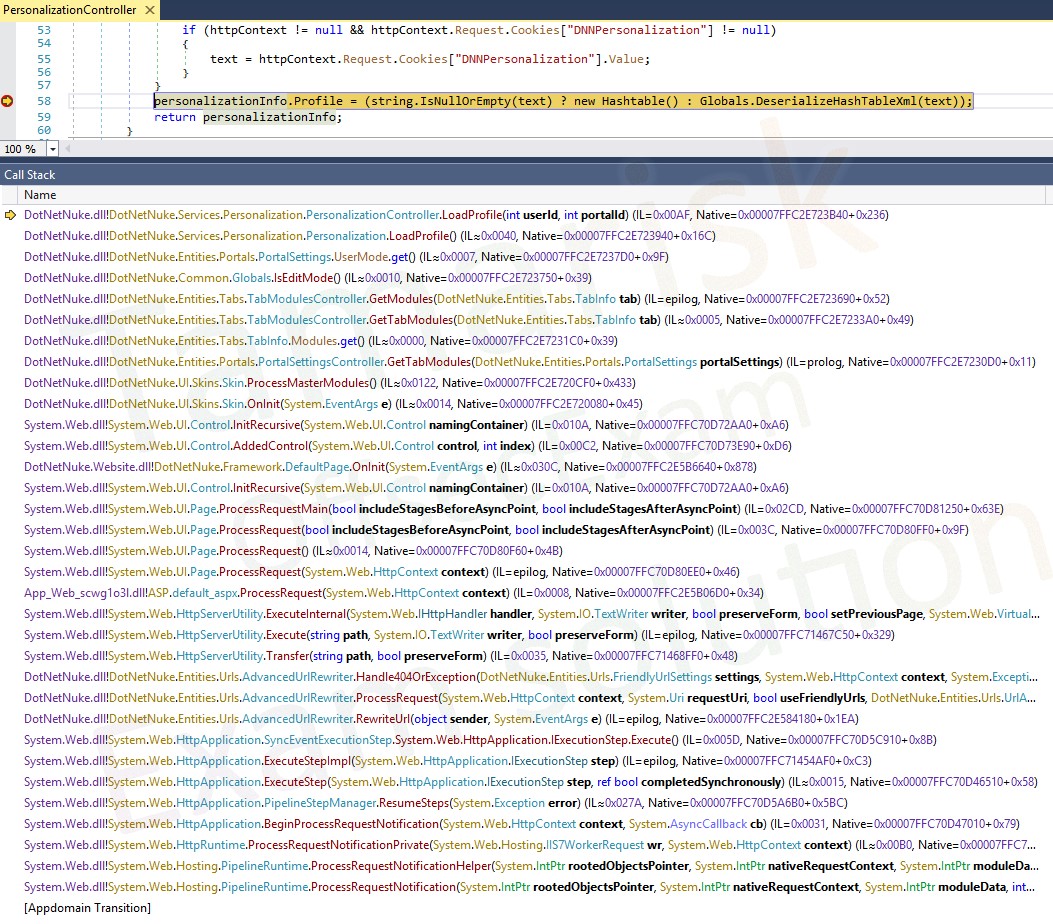 PersonalizationController ×
53 if (httpContext != null && httpContext.Request.Cookies["DNNPersonalization"] != null)
54 {
55 text = httpContext.Request.Cookies["DNNPersonalization"].Value;
56 }
57 }
58 personalizationInfo.Profile = (string.IsNullOrEmpty(text) ? new Hashtable() : Globals.DeserializeHashTableXml(text));
59 return personalizationInfo;
60 }
100 %
Call Stack
Name
DotNetNuke.dll!DotNetNuke.Services.Personalization.PersonalizationController.LoadProfile(int userId, int portalId) (IL=0x00AF, Native=0x00007FFC2E723B40+0x236)
DotNetNuke.dll!DotNetNuke.Services.Personalization.Personalization.LoadProfile() (IL≈0x0040, Native=0x00007FFC2E723940+0x16C)
DotNetNuke.dll!DotNetNuke.Entities.Portals.PortalSettings.UserMode.get() (IL≈0x0007, Native=0x00007FFC2E7237D0+0x9F)
DotNetNuke.dll!DotNetNuke.Common.Globals.IsEditMode() (IL≈0x0010, Native=0x00007FFC2E723750+0x39)
DotNetNuke.dll!DotNetNuke.Entities.Tabs.TabModulesController.GetModules(DotNetNuke.Entities.Tabs.TabInfo tab) (IL=epilog, Native=0x00007FFC2E723690+0x52)
DotNetNuke.dll!DotNetNuke.Entities.Tabs.TabModulesController.GetTabModules(DotNetNuke.Entities.Tabs.TabInfo tab) (IL≈0x0005, Native=0x00007FFC2E7233A0+0x49)
DotNetNuke.dll!DotNetNuke.Entities.Tabs.TabInfo.Modules.get() (IL≈0x0000, Native=0x00007FFC2E7231C0+0x39)
DotNetNuke.dll!DotNetNuke.Entities.Portals.PortalSettingsController.GetTabModules(DotNetNuke.Entities.Portals.PortalSettings portalSettings) (IL=prolog, Native=0x00007FFC2E7230D0+0x11)
DotNetNuke.dll!DotNetNuke.UI.Skins.Skin.ProcessMasterModules() (IL≈0x0122, Native=0x00007FFC2E720CF0+0x433)
DotNetNuke.dll!DotNetNuke.UI.Skins.Skin.OnInit(System.EventArgs e) (IL≈0x0014, Native=0x00007FFC2E720080+0x45)
System.Web.dll!System.Web.UI.Control.InitRecursive(System.Web.UI.Control namingContainer) (IL=0x010A, Native=0x00007FFC70D72AA0+0xA6)
System.Web.dll!System.Web.UI.Control.AddedControl(System.Web.UI.Control control, int index) (IL=0x00C2, Native=0x00007FFC70D73E90+0xD6)
DotNetNuke.Website.dll!DotNetNuke.Framework.DefaultPage.OnInit(System.EventArgs e) (IL≈0x030C, Native=0x00007FFC2E5B6640+0x878)
System.Web.dll!System.Web.UI.Control.InitRecursive(System.Web.UI.Control namingContainer) (IL=0x010A, Native=0x00007FFC70D72AA0+0xA6)
System.Web.dll!System.Web.UI.Page.ProcessRequestMain(bool includeStagesBeforeAsyncPoint, bool includeStagesAfterAsyncPoint) (IL=0x02CD, Native=0x00007FFC70D81250+0x63E)
System.Web.dll!System.Web.UI.Page.ProcessRequest(bool includeStagesBeforeAsyncPoint, bool includeStagesAfterAsyncPoint) (IL=0x003C, Native=0x00007FFC70D80FF0+0x9F)
System.Web.dll!System.Web.UI.Page.ProcessRequest() (IL≈0x0014, Native=0x00007FFC70D80F60+0x4B)
System.Web.dll!System.Web.UI.Page.ProcessRequest(System.Web.HttpContext context) (IL=epilog, Native=0x00007FFC70D80EE0+0x46)
App_Web_scwg1o3l.dll!ASP.default_aspx.ProcessRequest(System.Web.HttpContext context) (IL=0x0008, Native=0x00007FFC2E5B06D0+0x34)
System.Web.dll!System.Web.HttpServerUtility.ExecuteInternal(System.Web.IHttpHandler handler, System.IO.TextWriter writer, bool preserveForm, bool setPreviousPage, System.Web.Virtual...
System.Web.dll!System.Web.HttpServerUtility.Execute(string path, System.IO.TextWriter writer, bool preserveForm) (IL=epilog, Native=0x00007FFC71467C50+0x329)
System.Web.dll!System.Web.HttpServerUtility.Transfer(string path, bool preserveForm) (IL=0x0035, Native=0x00007FFC71468FF0+0x48)
DotNetNuke.dll!DotNetNuke.Entities.Urls.AdvancedUrlRewriter.Handle404OrException(DotNetNuke.Entities.Urls.FriendlyUrlSettings settings, System.Web.HttpContext context, System.Excepti...
DotNetNuke.dll!DotNetNuke.Entities.Urls.AdvancedUrlRewriter.ProcessRequest(System.Web.HttpContext context, System.Uri requestUri, bool useFriendlyUrls, DotNetNuke.Entities.Urls.UrlA...
DotNetNuke.dll!DotNetNuke.Entities.Urls.AdvancedUrlRewriter.RewriteUrl(object sender, System.EventArgs e) (IL=epilog, Native=0x00007FFC2E584180+0x1EA)
System.Web.dll!System.Web.HttpApplication.SyncEventExecutionStep.System.Web.HttpApplication.IExecutionStep.Execute() (IL=0x005D, Native=0x00007FFC70D5C910+0x8B)
System.Web.dll!System.Web.HttpApplication.ExecuteStepImpl(System.Web.HttpApplication.IExecutionStep step) (IL=epilog, Native=0x00007FFC71454AF0+0xC3)
System.Web.dll!System.Web.HttpApplication.ExecuteStep(System.Web.HttpApplication.IExecutionStep step, ref bool completedSynchronously) (IL≈0x0015, Native=0x00007FFC70D46510+0x58)
System.Web.dll!System.Web.HttpApplication.PipelineStepManager.ResumeSteps(System.Exception error) (IL≈0x027A, Native=0x00007FFC70D5A6B0+0x5BC)
System.Web.dll!System.Web.HttpApplication.BeginProcessRequestNotification(System.Web.HttpContext context, System.AsyncCallback cb) (IL=0x0031, Native=0x00007FFC70D47010+0x79)
System.Web.dll!System.Web.HttpRuntime.ProcessRequestNotificationPrivate(System.Web.Hosting.IIS7WorkerRequest wr, System.Web.HttpContext context) (IL≈0x00B0, Native=0x00007FFC7...
System.Web.dll!System.Web.Hosting.PipelineRuntime.ProcessRequestNotificationHelper(System.IntPtr rootedObjectsPointer, System.IntPtr nativeRequestContext, System.IntPtr moduleDa...
System.Web.dll!System.Web.Hosting.PipelineRuntime.ProcessRequestNotification(System.IntPtr rootedObjectsPointer, System.IntPtr nativeRequestContext, System.IntPtr moduleData, int...
[Appdomain Transition]